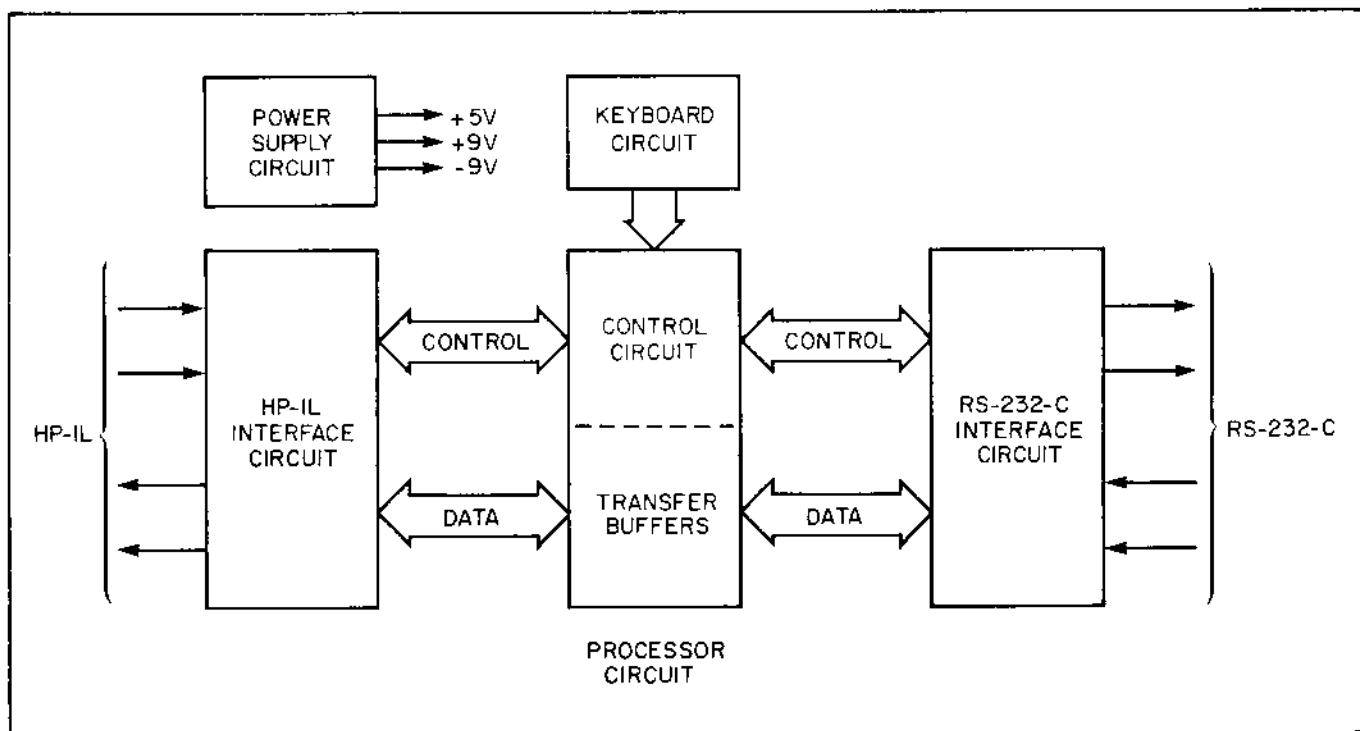 POWER
SUPPLY
CIRCUIT
+5V
+9V
-9V
KEYBOARD
CIRCUIT
HP-IL
HP-IL
INTERFACE
CIRCUIT
CONTROL
DATA
CONTROL
CIRCUIT
TRANSFER
BUFFERS
PROCESSOR
CIRCUIT
CONTROL
DATA
RS-232-C
INTERFACE
CIRCUIT
RS-232-C